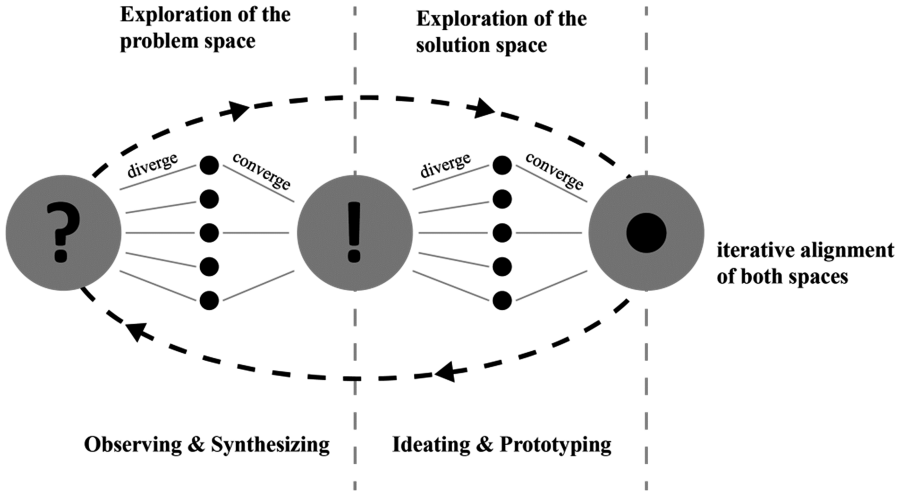 Exploration of the
problem space
Exploration of the
solution space
diverge
converge
diverge
converge
?
!
iterative alignment
of both spaces
Observing & Synthesizing
Ideating & Prototyping